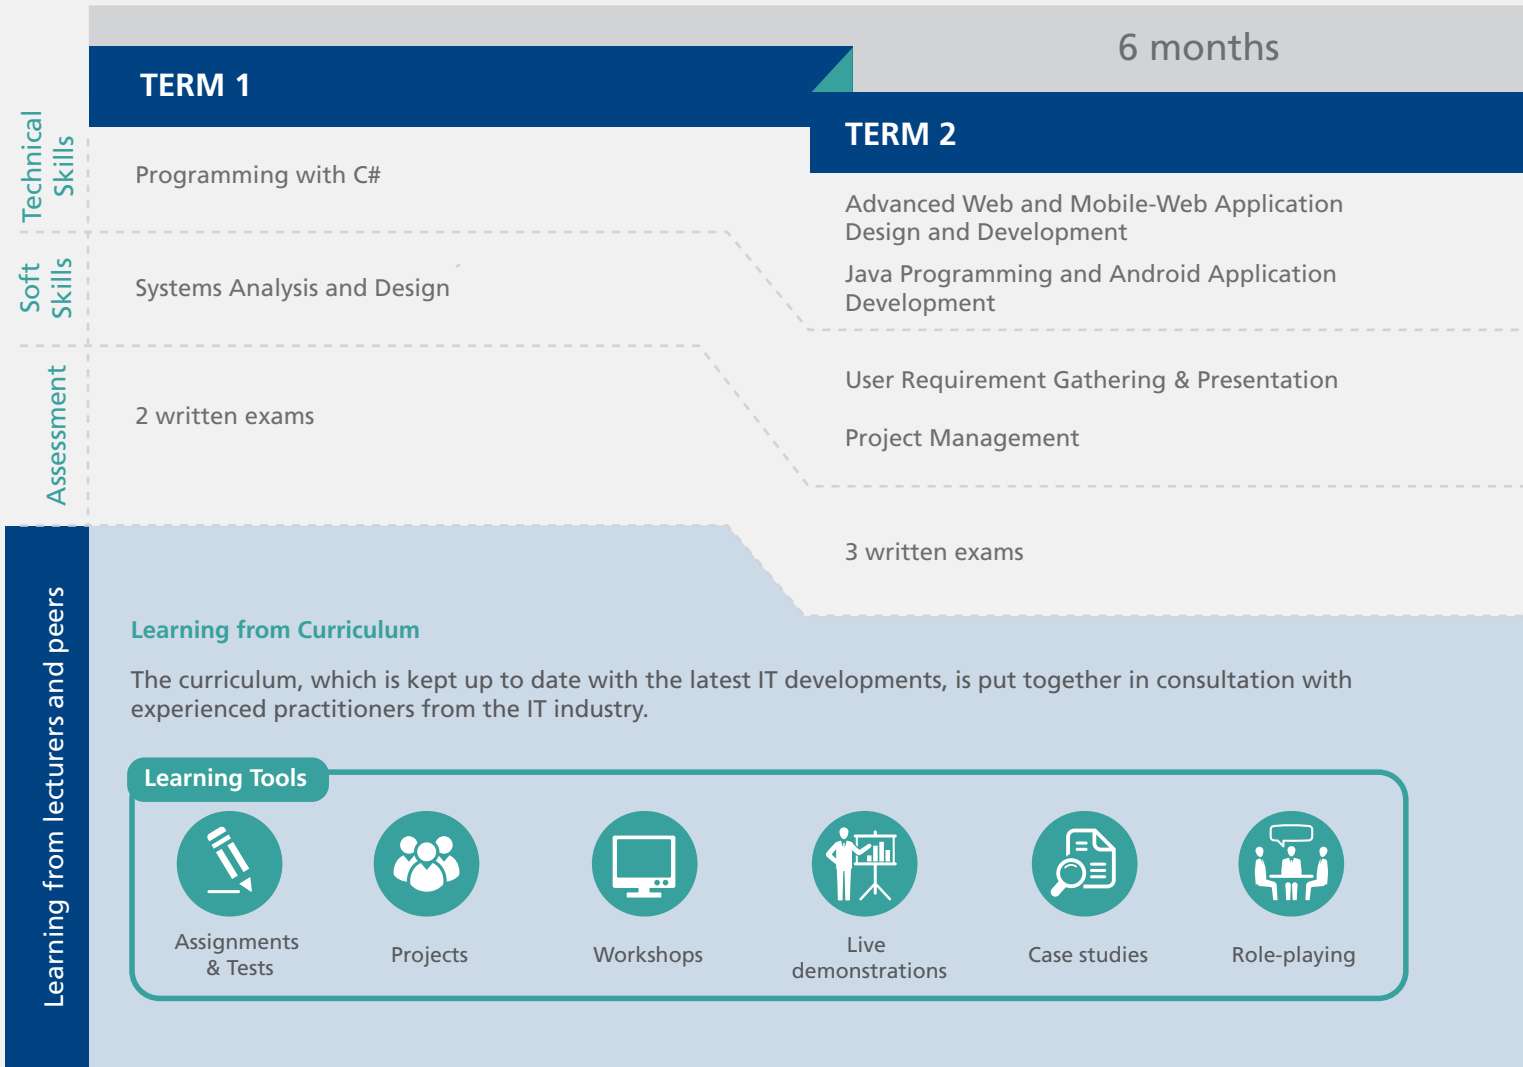 6 months
TERM 1
TERM 2
Technical
Skills
Programming with C#
Advanced Web and Mobile-Web Application
Design and Development
Java Programming and Android Application
Development
Soft
Skills
Systems Analysis and Design
User Requirement Gathering & Presentation
Project Management
Assessment
2 written exams
3 written exams
Learning from lecturers and peers
Learning from Curriculum
The curriculum, which is kept up to date with the latest IT developments, is put together in consultation with
experienced practitioners from the IT industry.
Learning Tools
Assignments
& Tests
Projects
Workshops
Live
demonstrations
Case studies
Role-playing